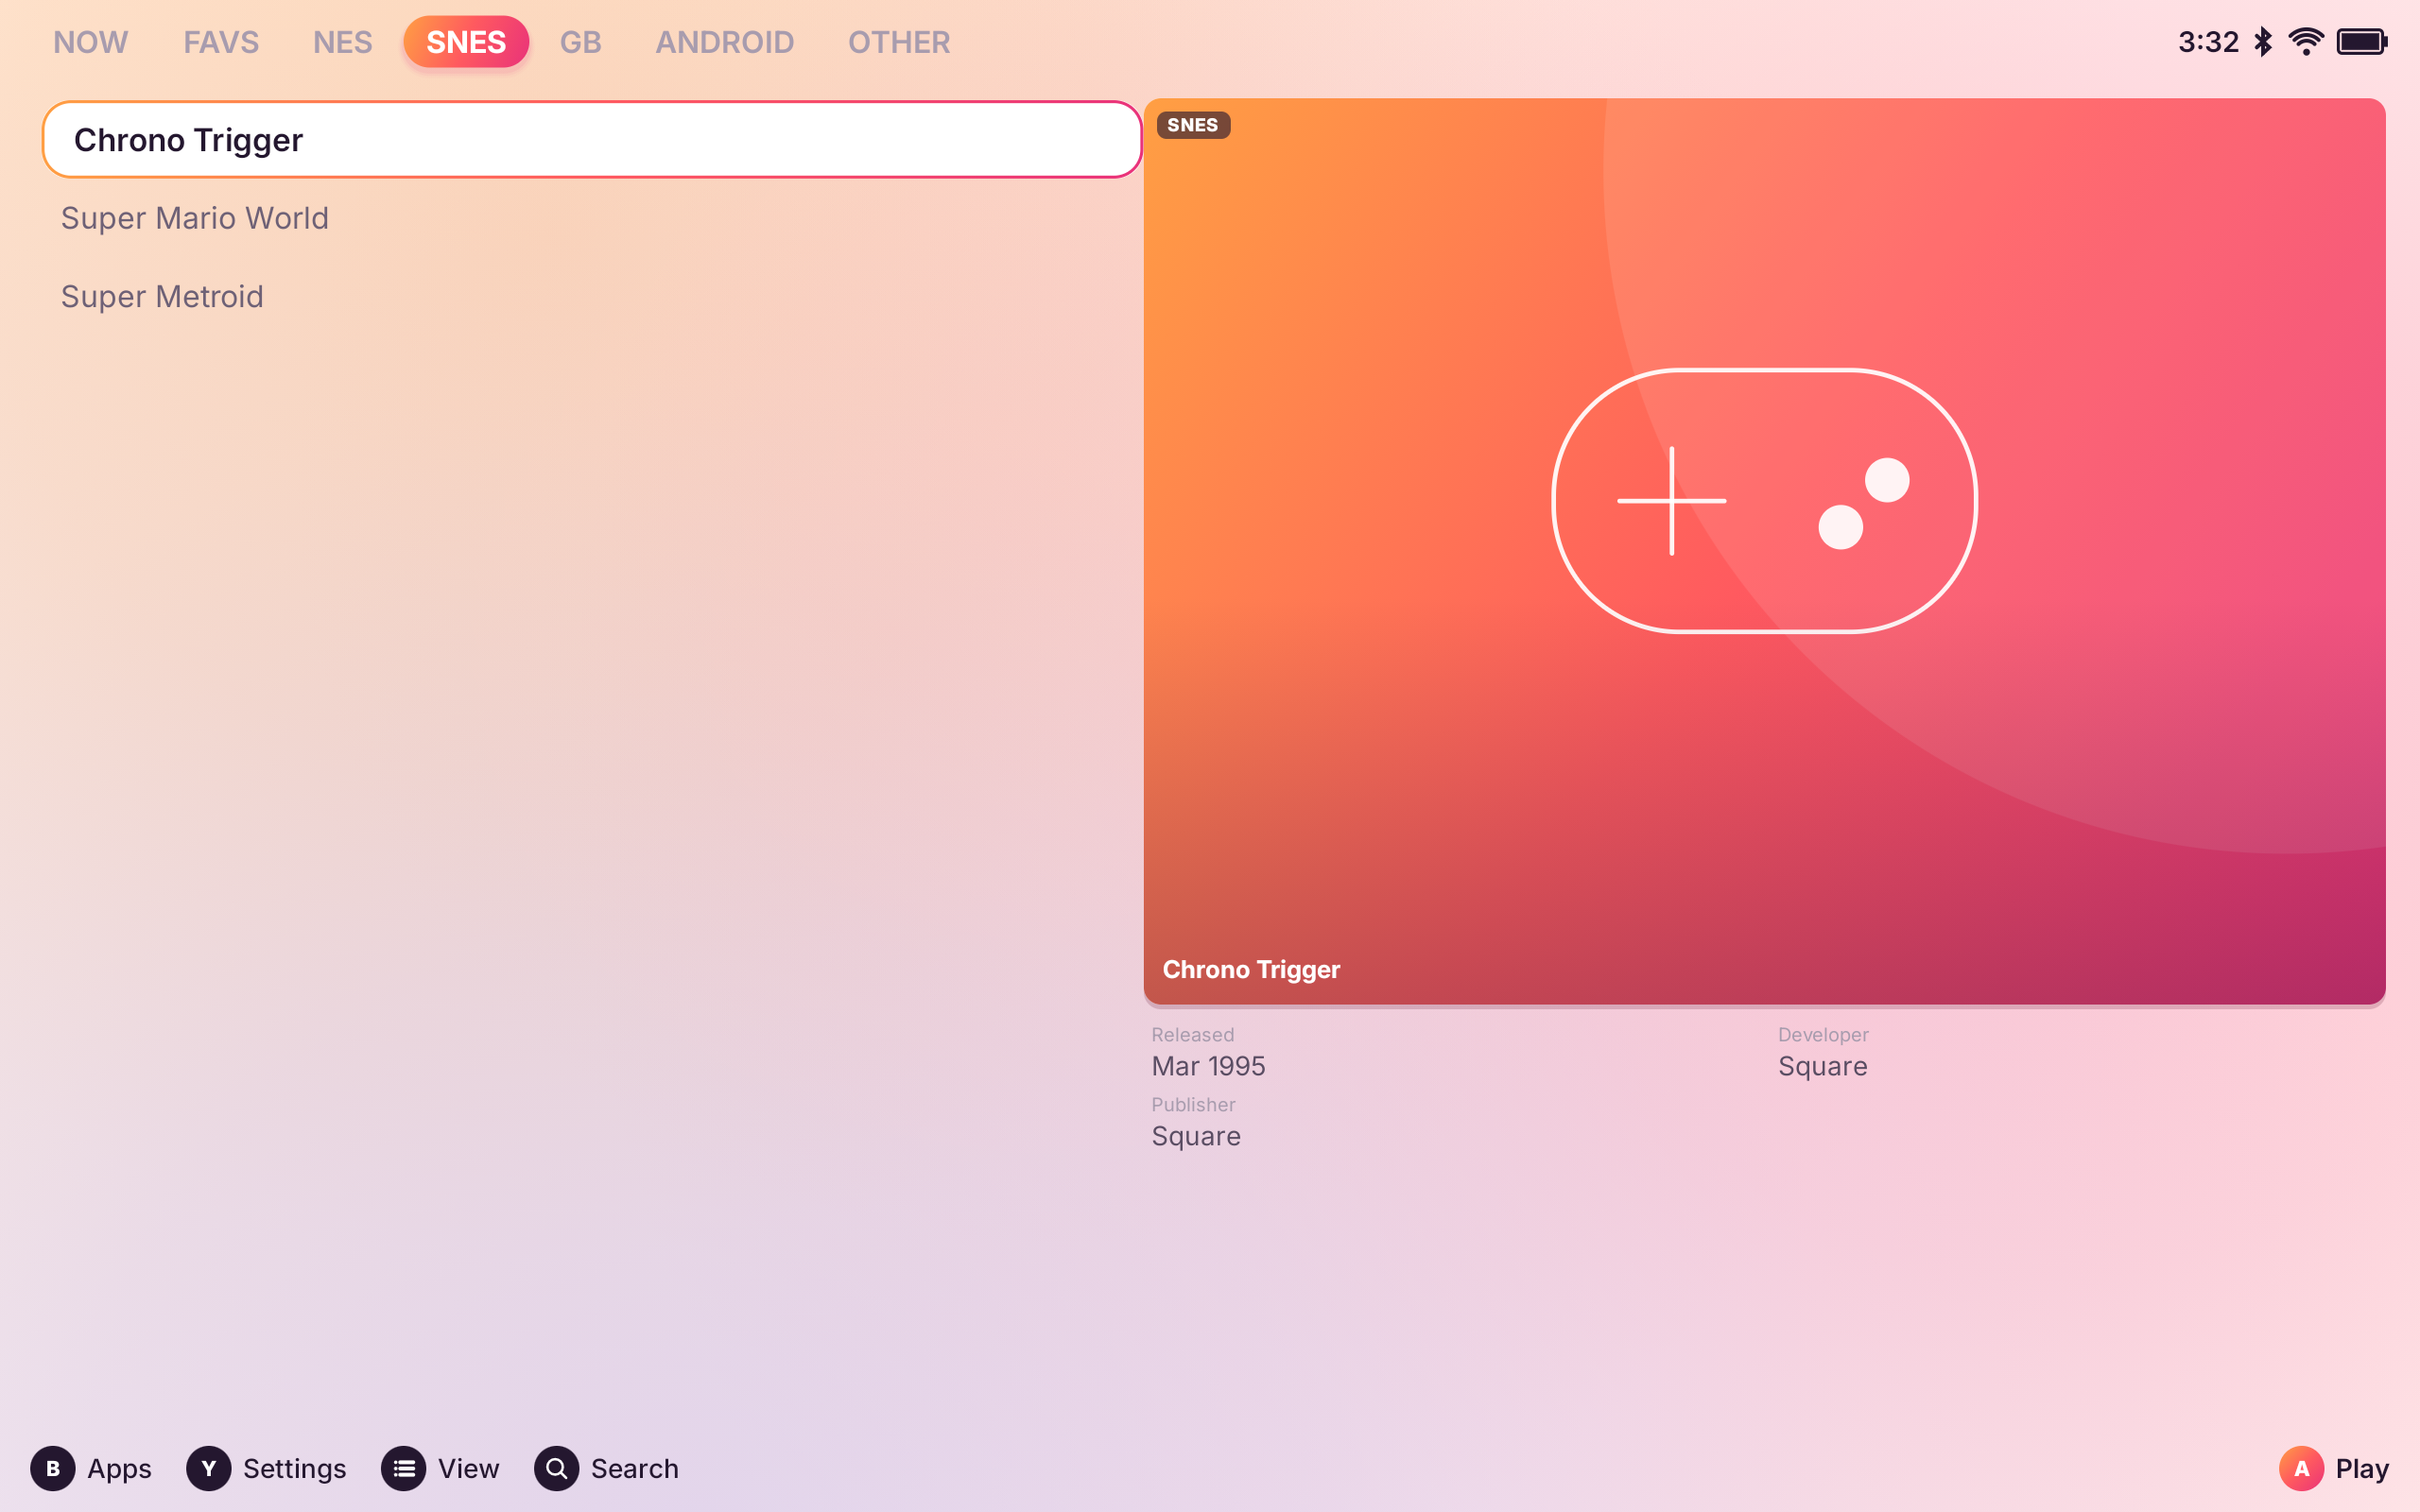 NOW FAVS NES SNES GB ANDROID OTHER 3:32
Chrono Trigger
Super Mario World
Super Metroid
SNES
Chrono Trigger
Released
Mar 1995
Developer
Square
Publisher
Square
B Apps Y Settings View Search A Play